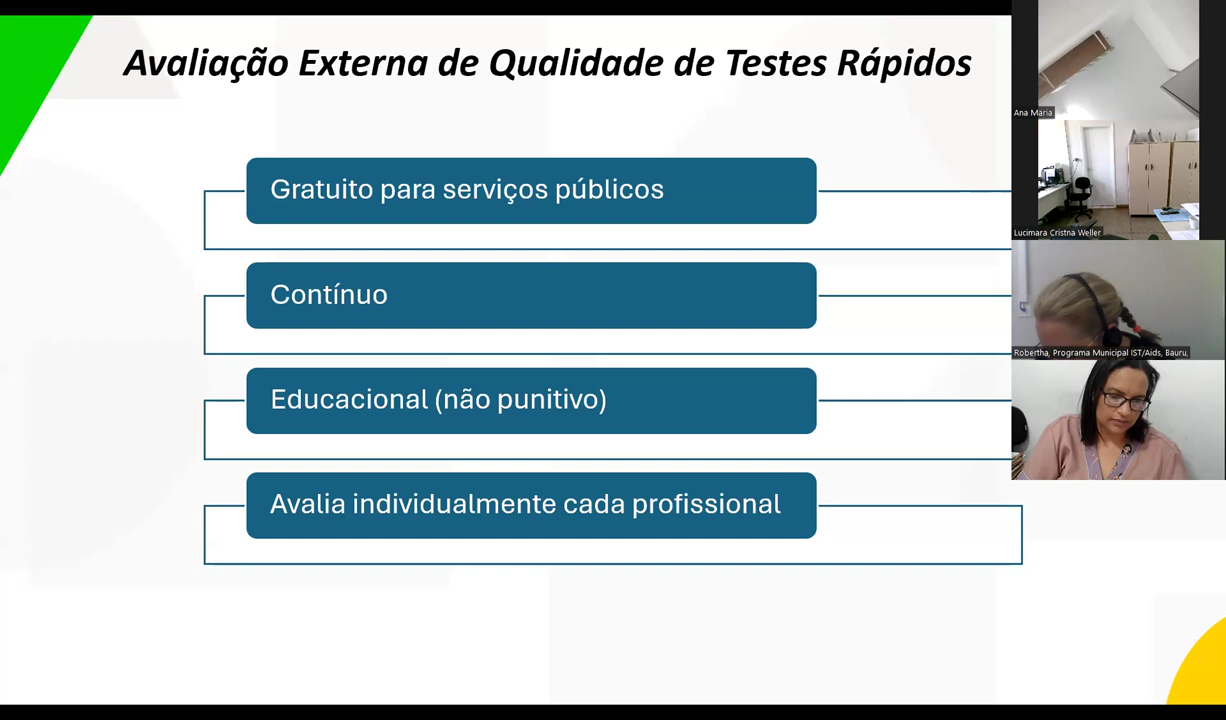 Avaliação Externa de Qualidade de Testes Rápidos
Gratuito para serviços públicos
Contínuo
Educacional (não punitivo)
Avalia individualmente cada profissional
Ana Maria
Lucimara Cristna Weller
Robertha, Programa Municipal IST/Aids, Bauru,